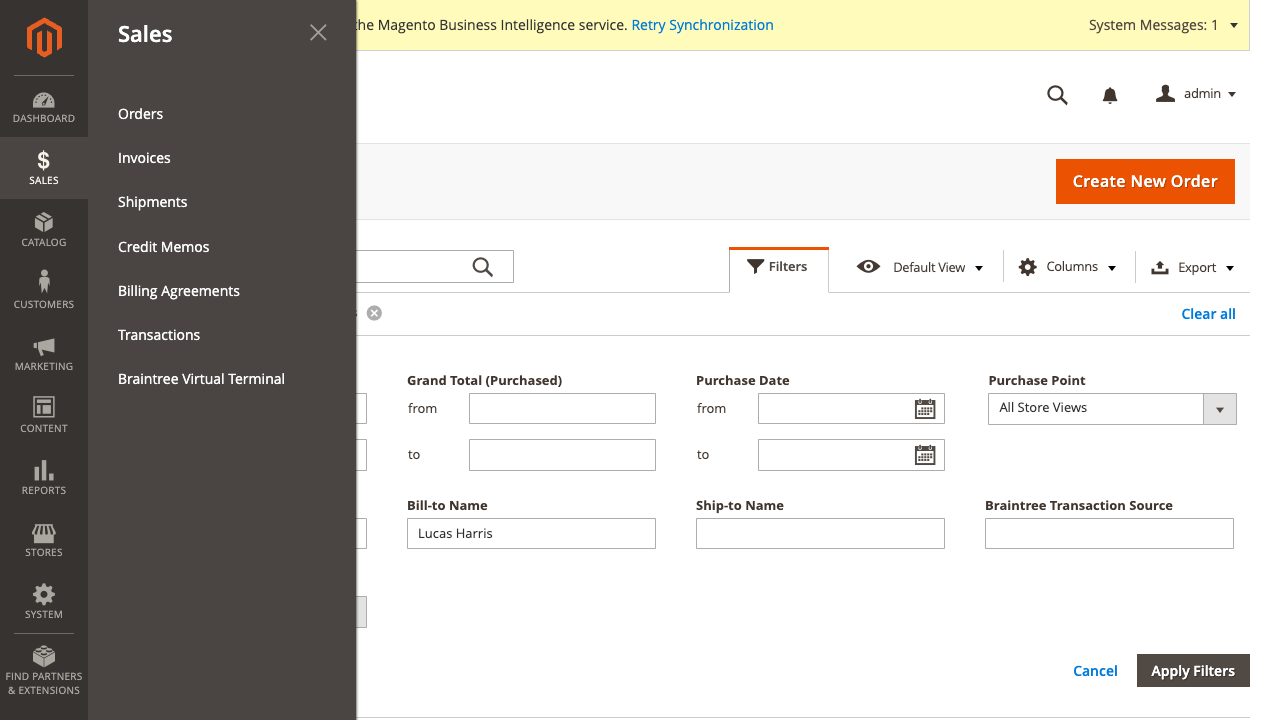 the Magento Business Intelligence service. Retry Synchronization
System Messages: 1
Sales
Orders
Invoices
Shipments
Credit Memos
Billing Agreements
Transactions
Braintree Virtual Terminal
DASHBOARD
SALES
CATALOG
CUSTOMERS
MARKETING
CONTENT
REPORTS
STORES
SYSTEM
FIND PARTNERS
& EXTENSIONS
admin
Create New Order
Filters
Default View
Columns
Export
Clear all
Grand Total (Purchased)
from
to
Purchase Date
from
to
Purchase Point
All Store Views
Bill-to Name
Lucas Harris
Ship-to Name
Braintree Transaction Source
Cancel
Apply Filters